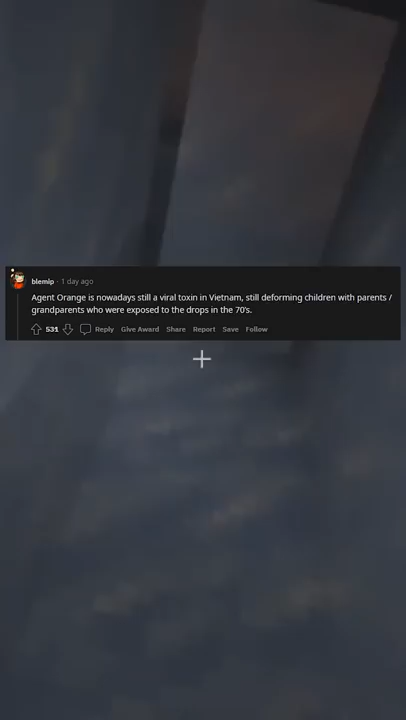 blemip · 1 day ago
Agent Orange is nowadays still a viral toxin in Vietnam, still deforming children with parents /
grandparents who were exposed to the drops in the 70's.
531 Reply Give Award Share Report Save Follow